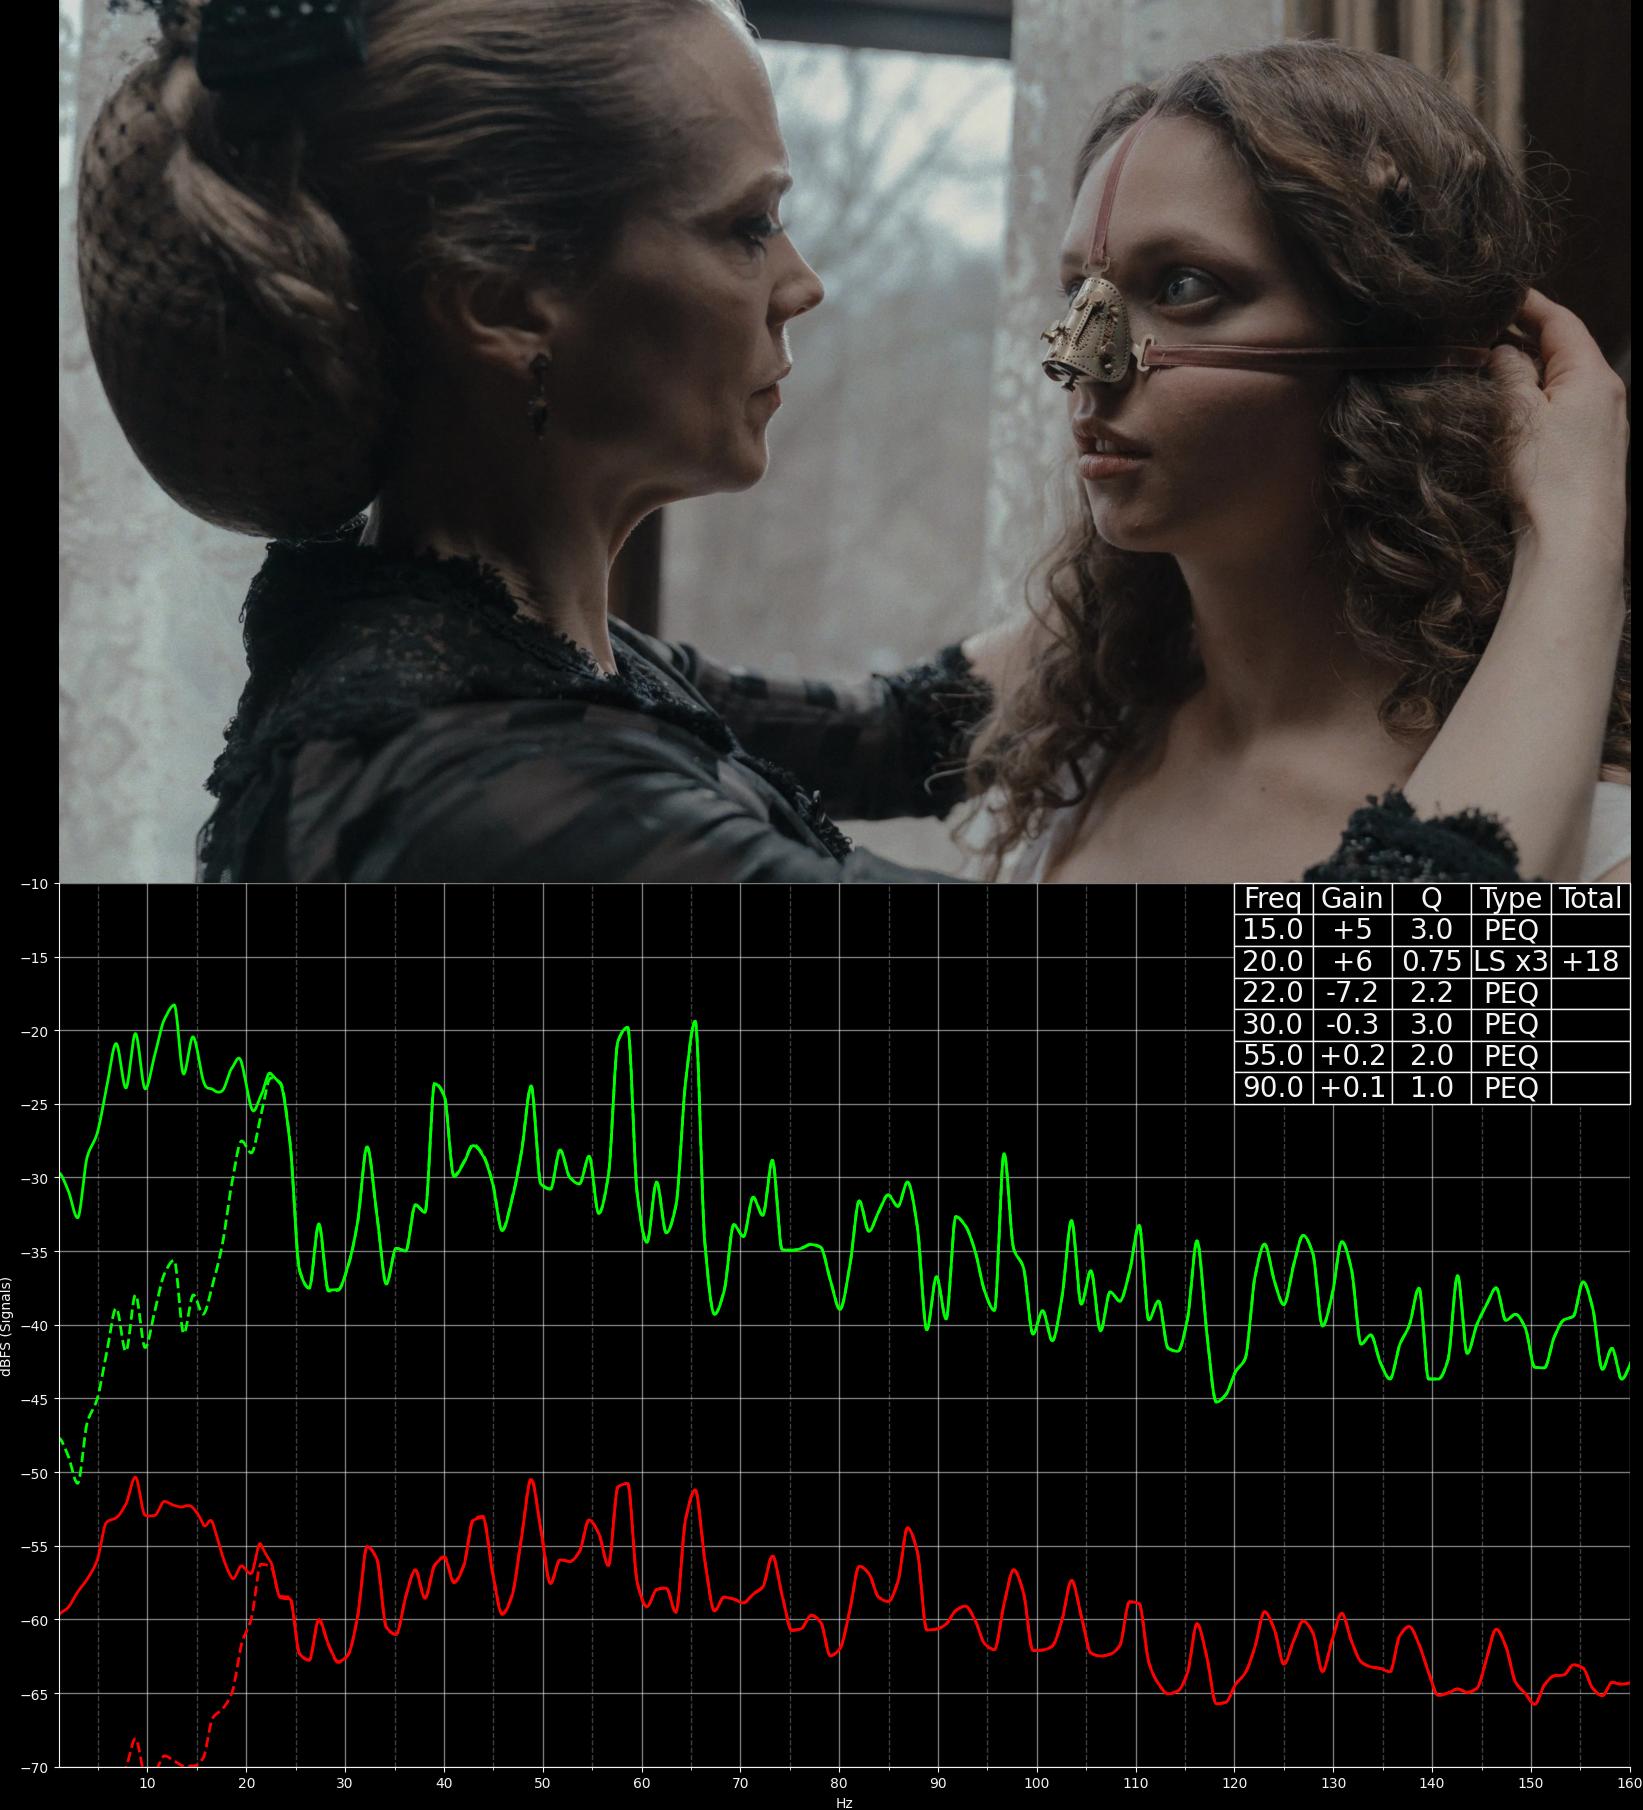 Freq Gain Q Type Total
15.0 +5 3.0 PEQ
20.0 +6 0.75 LS x3 +18
22.0 -7.2 2.2 PEQ
30.0 -0.3 3.0 PEQ
55.0 +0.2 2.0 PEQ
90.0 +0.1 1.0 PEQ
−10
−15
−20
−25
−30
−35
−40
−45
−50
−55
−60
−65
−70
dBFS (Signals)
10 20 30 40 50 60 70 80 90 100 110 120 130 140 150 160
Hz